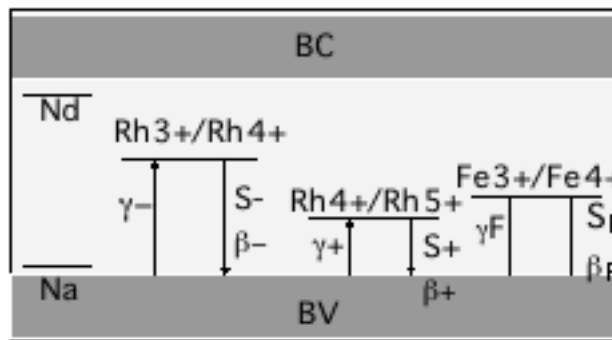 BC
Nd
Rh3+/Rh4+
γ-
S-
β-
Rh4+/Rh5+
γ+
S+
β+
Fe3+/Fe4+
γF
S
β
Na
BV